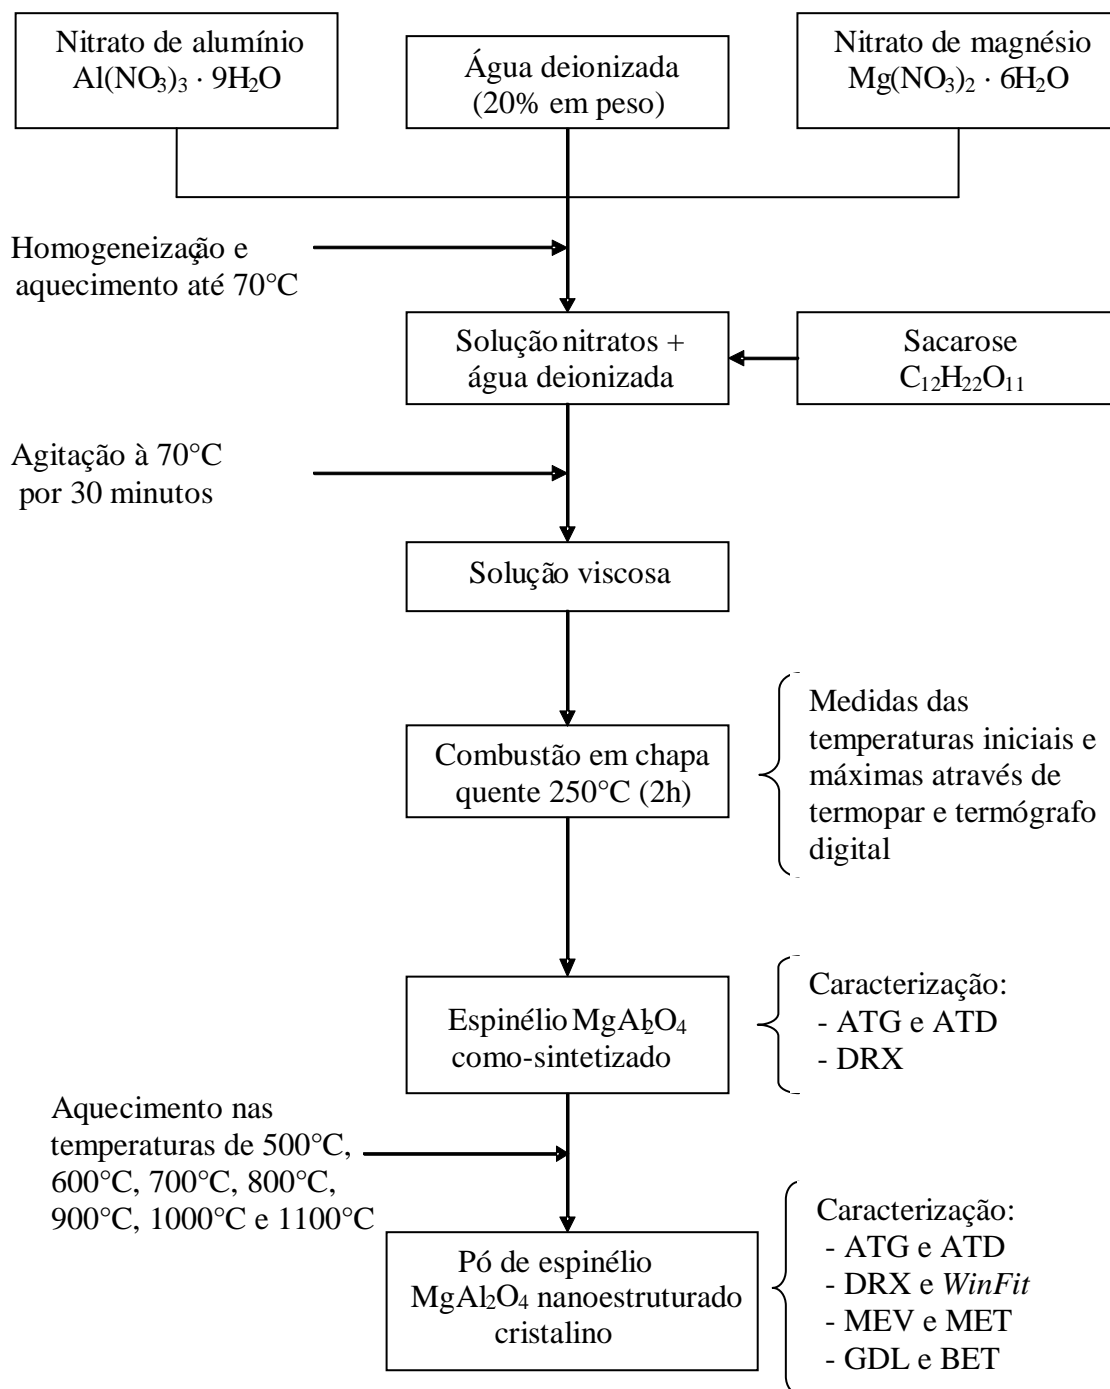 Nitrato de alumínio
Al(NO₃)₃ · 9H₂O
Água deionizada
(20% em peso)
Nitrato de magnésio
Mg(NO₃)₂ · 6H₂O
Homogeneização e
aquecimento até 70°C
Solução nitratos +
água deionizada
Sacarose
C₁₂H₂₂O₁₁
Agitação à 70°C
por 30 minutos
Solução viscosa
Combustão em chapa
quente 250°C (2h)
Medidas das
temperaturas iniciais e
máximas através de
termopar e termógrafo
digital
Espinélio MgAl₂O₄
como-sintetizado
Caracterização:
- ATG e ATD
- DRX
Aquecimento nas
temperaturas de 500°C,
600°C, 700°C, 800°C,
900°C, 1000°C e 1100°C
Pó de espinélio
MgAl₂O₄ nanoestruturado
cristalino
Caracterização:
- ATG e ATD
- DRX e WinFit
- MEV e MET
- GDL e BET